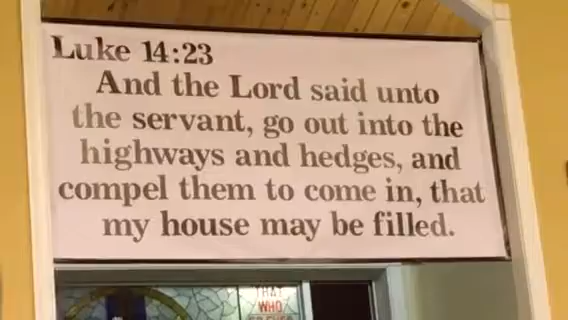 Luke 14:23
And the Lord said unto
the servant, go out into the
highways and hedges, and
compel them to come in, that
my house may be filled.
THAT
WHO